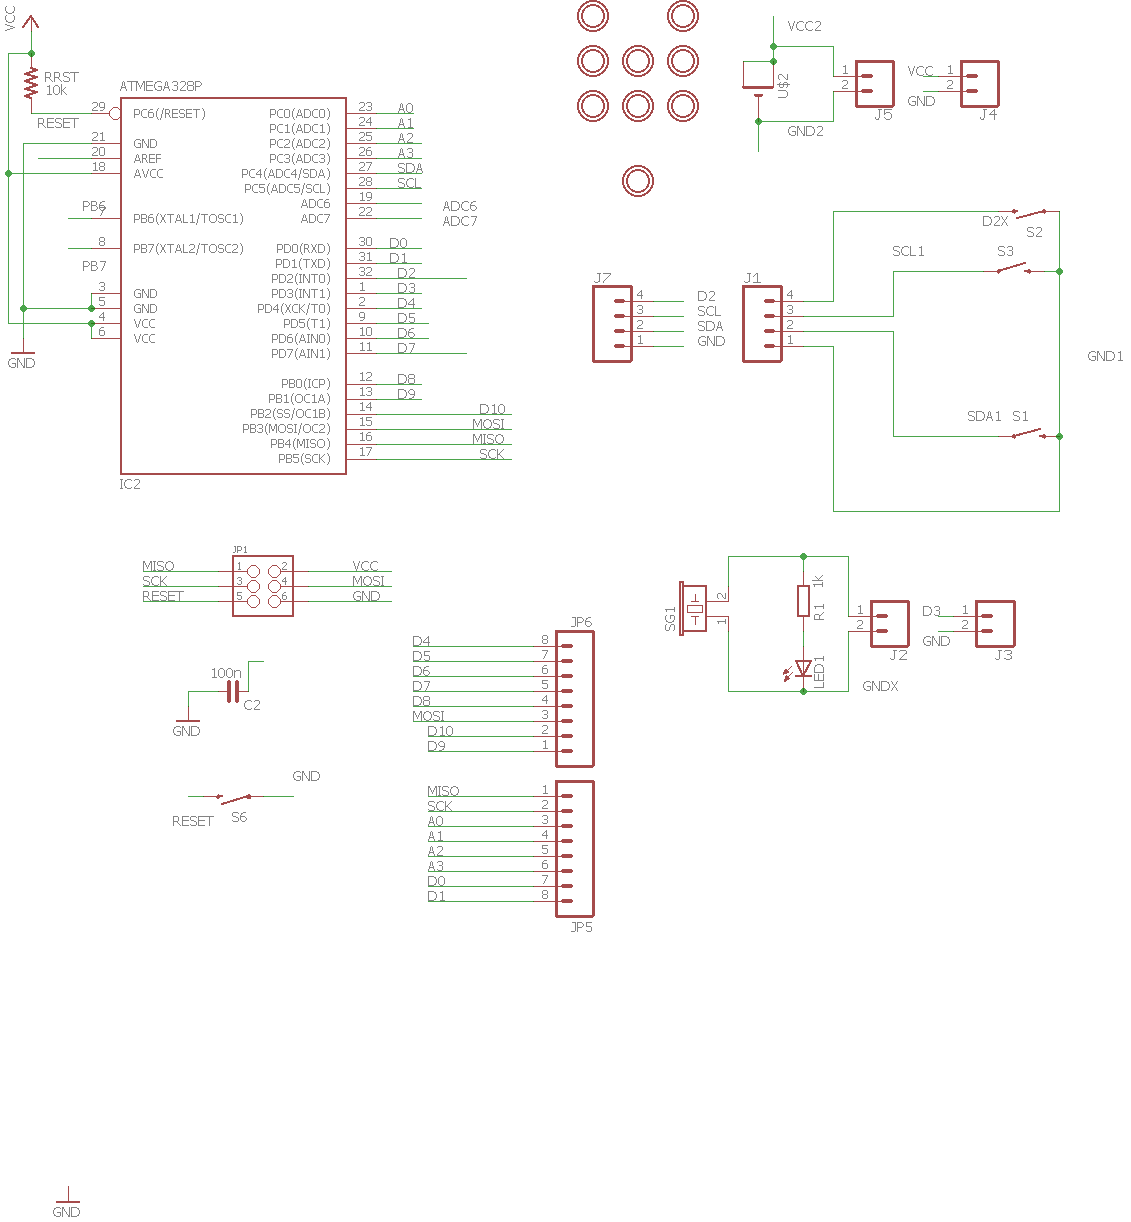 VCC
RRST
10k
ATMEGA328P
RESET
29 PC6(/RESET)
21 GND
20 AREF
18 AVCC
PB6
7 PB6(XTAL1/TOSC1)
8 PB7(XTAL2/TOSC2)
PB7
3 GND
5 GND
4 VCC
6 VCC
GND
PC0(ADC0) 23 A0
PC1(ADC1) 24 A1
PC2(ADC2) 25 A2
PC3(ADC3) 26 A3
PC4(ADC4/SDA) 27 SDA
PC5(ADC5/SCL) 28 SCL
ADC6 19 ADC6
ADC7 22 ADC7
PD0(RXD) 30 D0
PD1(TXD) 31 D1
PD2(INT0) 32 D2
PD3(INT1) 1 D3
PD4(XCK/T0) 2 D4
PD5(T1) 9 D5
PD6(AIN0) 10 D6
PD7(AIN1) 11 D7
PB0(ICP) 12 D8
PB1(OC1A) 13 D9
PB2(SS/OC1B) 14 D10
PB3(MOSI/OC2) 15 MOSI
PB4(MISO) 16 MISO
PB5(SCK) 17 SCK
IC2
VCC2
U$2
GND2
1
2
J5
VCC 1
GND 2
J4
J7
4 D2
3 SCL
2 SDA
1 GND
J1
4
3
2
1
D2X
S2
SCL1 S3
GND1
SDA1 S1
JP1
MISO 1 2 VCC
SCK 3 4 MOSI
RESET 5 6 GND
100n
C2
GND
GND
RESET S6
JP6
D4 8
D5 7
D6 6
D7 5
D8 4
MOSI 3
D10 2
D9 1
MISO 1
SCK 2
A0 3
A1 4
A2 5
A3 6
D0 7
D1 8
JP5
SG1
2
1
1k
R1
LED1
1
2
J2
GNDX
D3 1
GND 2
J3
GND